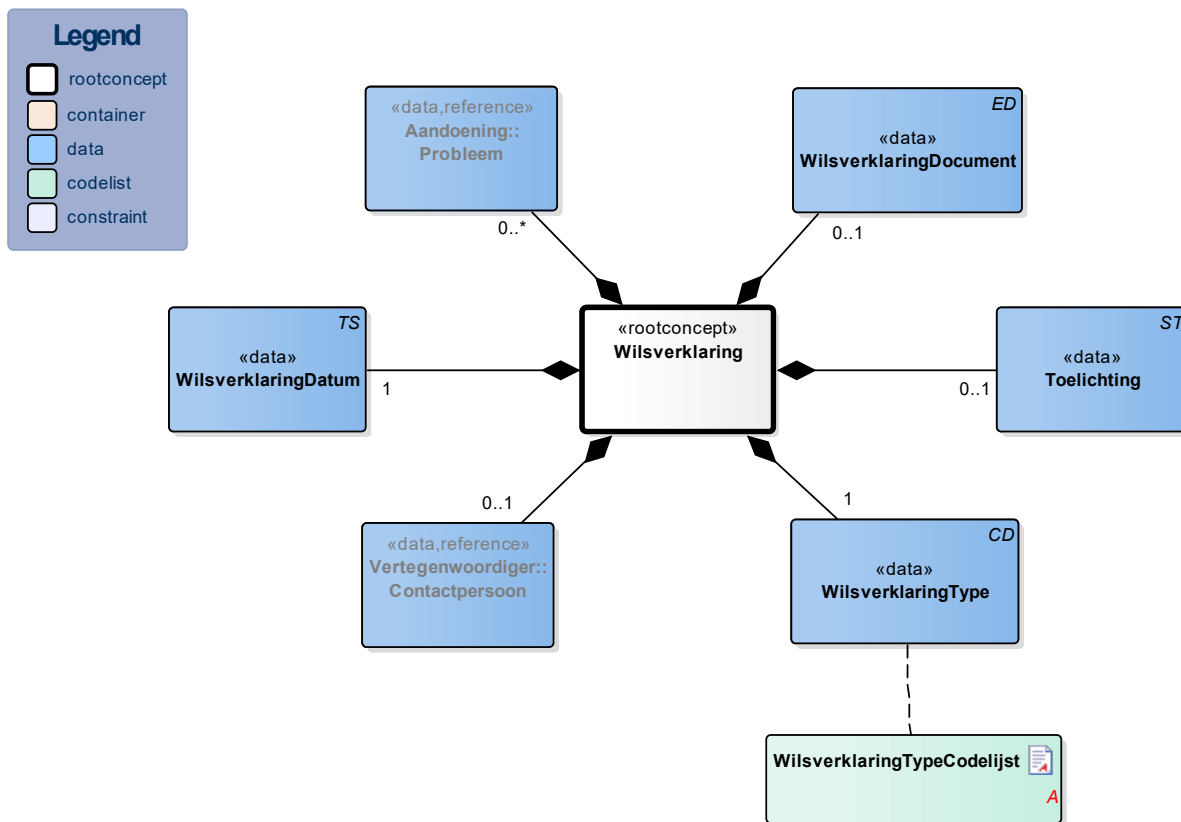 Legend
rootconcept
container
data
codelist
constraint
«data,reference»
Aandoening::
Probleem
0..*
ED
«data»
WilsverklaringDocument
0..1
TS
«data»
WilsverklaringDatum
1
«rootconcept»
Wilsverklaring
ST
«data»
Toelichting
0..1
0..1
«data,reference»
Vertegenwoordiger::
Contactpersoon
1
CD
«data»
WilsverklaringType
WilsverklaringTypeCodelijst
A